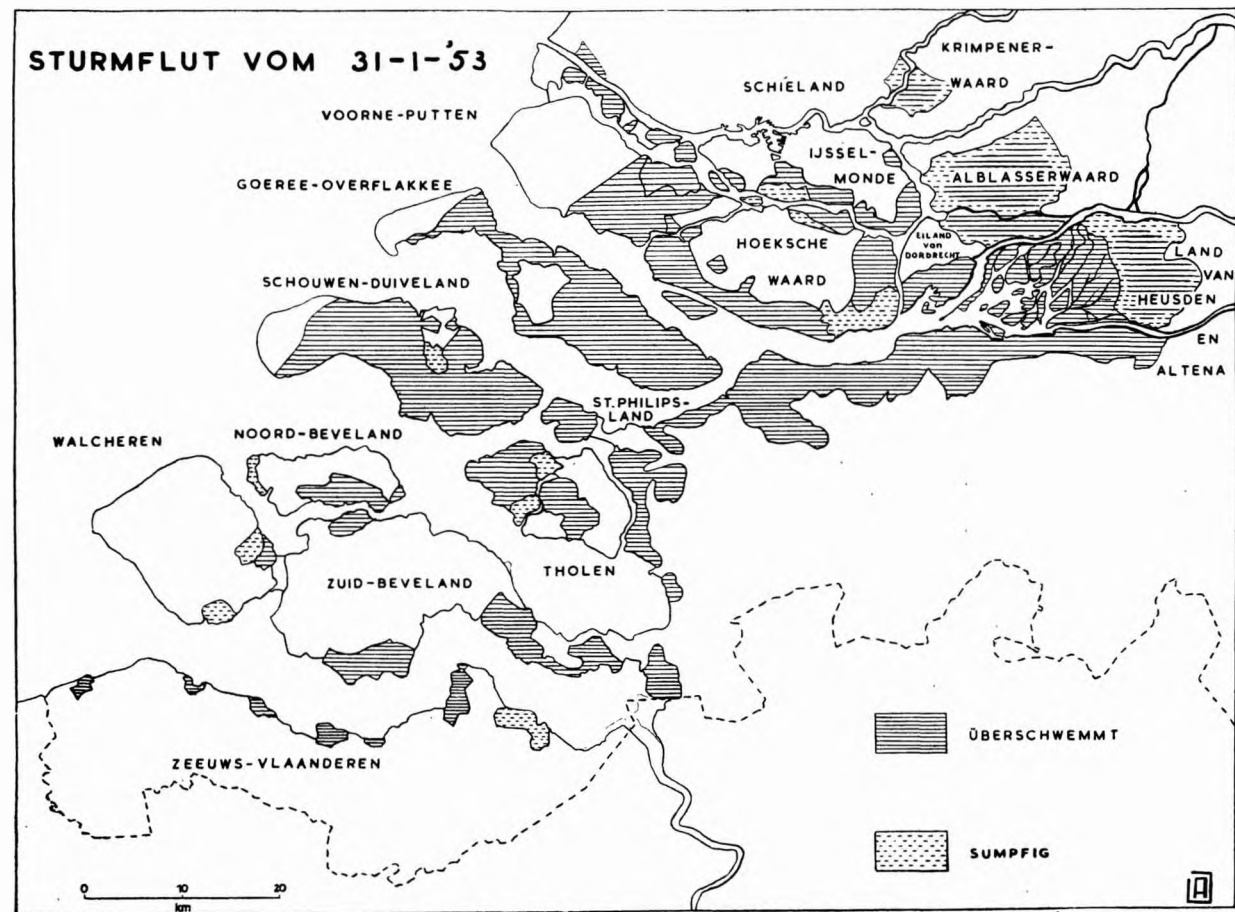 STURMFLUT VOM 31-1-'53
KRIMPENER-
WAARD
SCHIELAND
VOORNE-PUTTEN
IJSSEL-
MONDE
GOEREE-OVERFLAKKEE
ALBLASSERWAARD
EILAND
van
DORDRECHT
HOEKSCHE
WAARD
LAND
VAN
HEUSDEN
EN
ALTENA
SCHOUWEN-DUIVELAND
ST. PHILIPS-
LAND
NOORD-BEVELAND
WALCHEREN
THOLEN
ZUID-BEVELAND
ZEEUWS-VLAANDEREN
ÜBERSCHWEMMT
SUMPFIG
0 10 20
km